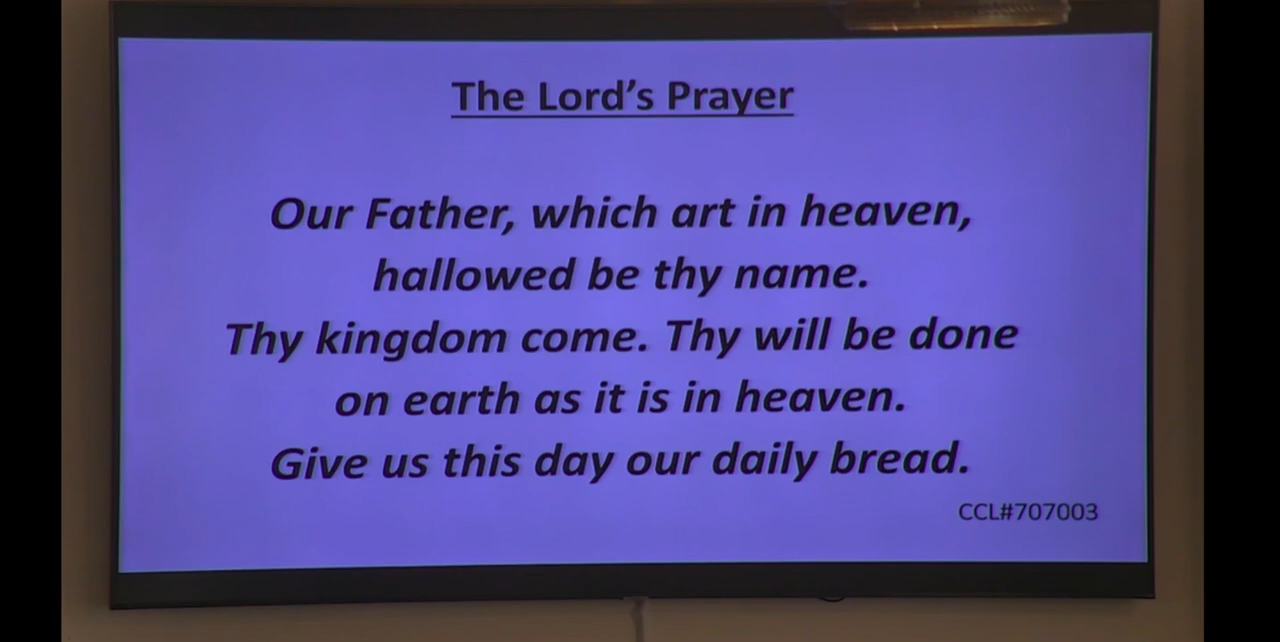 The Lord’s Prayer
Our Father, which art in heaven,
hallowed be thy name.
Thy kingdom come. Thy will be done
on earth as it is in heaven.
Give us this day our daily bread.
CCL#707003